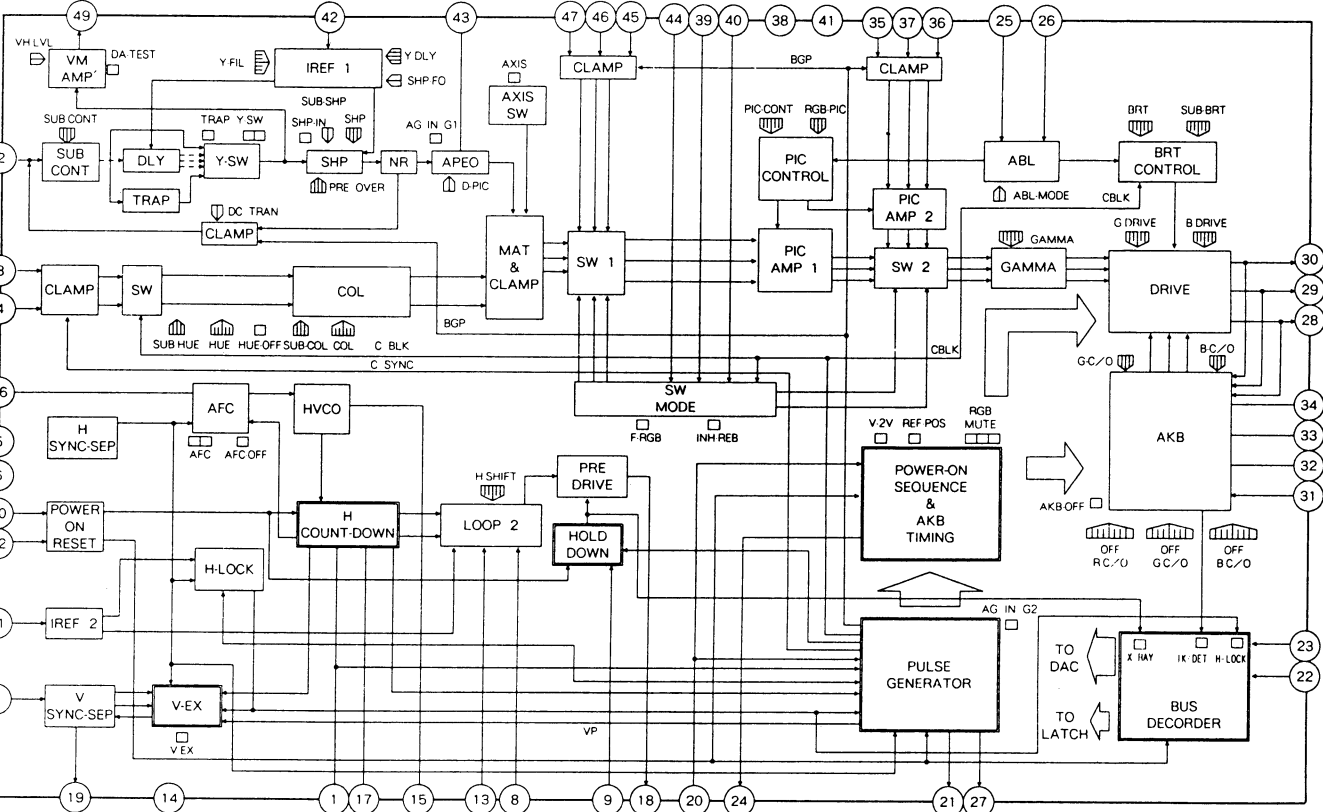 49
42
43
47
46
45
44
39
40
38
41
35
37
36
25
26
VH·LVL
VM
AMP'
DA·TEST
Y·FIL
IREF 1
Y·DLY
SHP·FO
CLAMP
BGP
CLAMP
AXIS
AXIS
SW
SUB·SHP
SUB·CONT
TRAP
Y·SW
SHP·IN
SHP
AG IN G1
PIC·CONT
RGB·PIC
BRT
SUB·BRT
2
SUB
CONT
DLY
Y·SW
SHP
NR
APEO
PIC
CONTROL
ABL
BRT
CONTROL
PRE OVER
D·PIC
TRAP
ABL·MODE
CBLK
PIC
AMP 2
DC TRAN
CLAMP
G DRIVE
B DRIVE
MAT
&
CLAMP
SW 1
PIC
AMP 1
SW 2
GAMMA
GAMMA
DRIVE
3
4
CLAMP
SW
COL
30
29
28
BGP
SUB HUE
HUE
HUE·OFF
SUB·COL
COL
C BLK
CBLK
C SYNC
G·C/O
B·C/O
6
AFC
HVCO
SW
MODE
F·RGB
INH·REB
V·2V
REF·POS
RGB
MUTE
AKB
34
33
32
31
H
SYNC·SEP
AFC
AFC·OFF
5
PRE
DRIVE
H SHIFT
POWER-ON
SEQUENCE
&
AKB
TIMING
AKB·OFF
0
2
POWER
ON
RESET
H
COUNT-DOWN
LOOP 2
HOLD
DOWN
OFF
R C/O
OFF
G C/O
OFF
B C/O
H-LOCK
1
IREF 2
AG IN G2
PULSE
GENERATOR
TO
DAC
X RAY
IK·DET
H-LOCK
23
22
BUS
DECORDER
TO
LATCH
V
SYNC·SEP
V-EX
V EX
VP
19
14
1
17
15
13
8
9
18
20
24
21
27